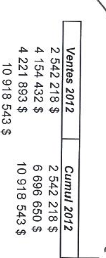 Ventes 2012 Cumul 2012
2 542 218 $ 2 542 218 $
4 154 432 $ 6 696 650 $
4 221 893 $ 10 918 543 $
10 918 543 $